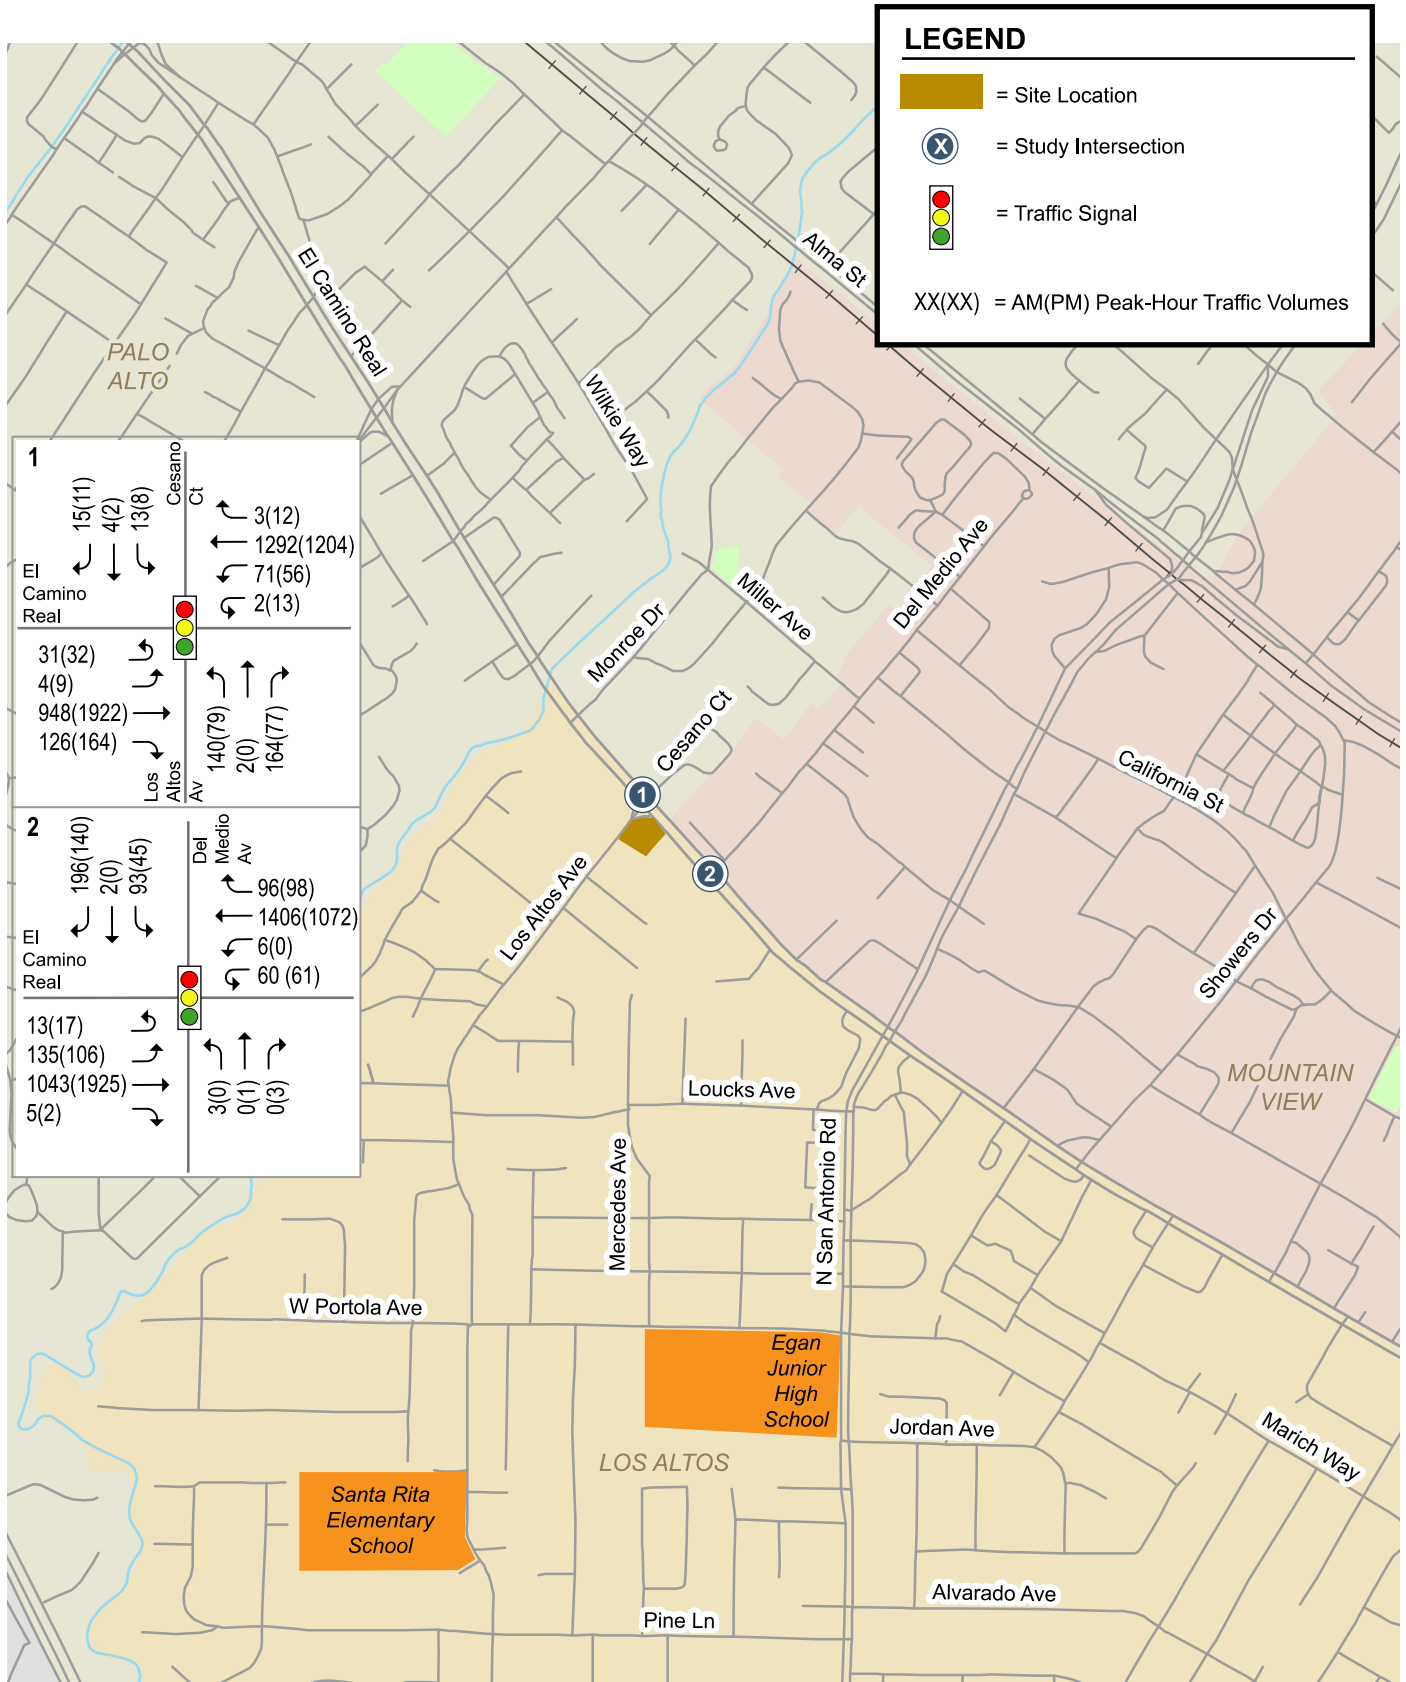 LEGEND
= Site Location
X
= Study Intersection
= Traffic Signal
XX(XX) = AM(PM) Peak-Hour Traffic Volumes
Alma St
El Camino Real
PALO
ALTO
Wilkie Way
Del Medio Ave
Miller Ave
Monroe Dr
Cesano Ct
California St
1
2
Los Altos Ave
Showers Dr
MOUNTAIN
VIEW
Loucks Ave
Mercedes Ave
N San Antonio Rd
W Portola Ave
Egan
Junior
High
School
Jordan Ave
Marich Way
LOS ALTOS
Santa Rita
Elementary
School
Alvarado Ave
Pine Ln
1
15(11)
4(2)
13(8)
Cesano
Ct
3(12)
1292(1204)
71(56)
2(13)
El
Camino
Real
31(32)
4(9)
948(1922)
126(164)
140(79)
2(0)
164(77)
Los
Altos
Av
2
196(140)
2(0)
93(45)
Del
Medio
Av
96(98)
1406(1072)
6(0)
60 (61)
El
Camino
Real
13(17)
135(106)
1043(1925)
5(2)
3(0)
0(1)
0(3)